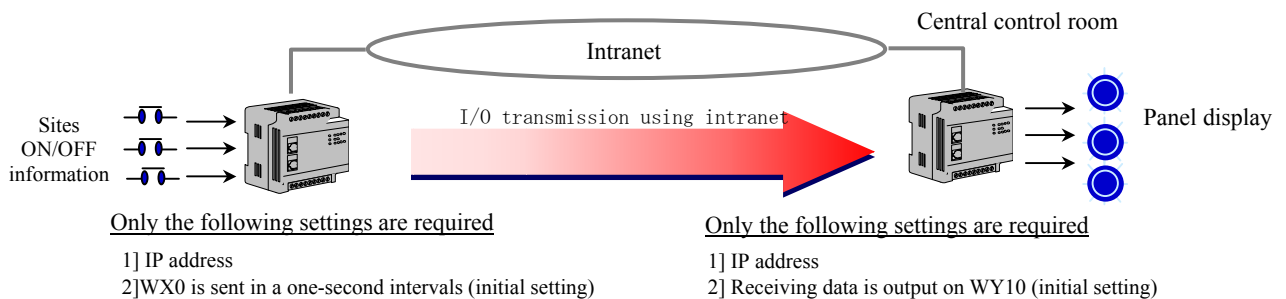 Central control room
Intranet
Sites
ON/OFF
information
I/O transmission using intranet
Panel display
Only the following settings are required
1] IP address
2]WX0 is sent in a one-second intervals (initial setting)
Only the following settings are required
1] IP address
2] Receiving data is output on WY10 (initial setting)